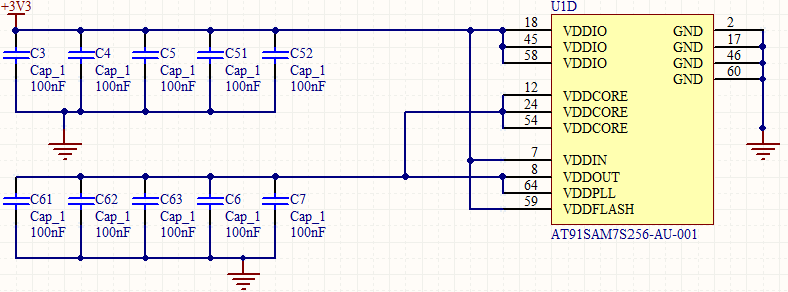 +3V3
U1D
C3 C4 C5 C51 C52
Cap_1 Cap_1 Cap_1 Cap_1 Cap_1
100nF 100nF 100nF 100nF 100nF
18 VDDIO GND 2
45 VDDIO GND 17
58 VDDIO GND 46
GND 60
12 VDDCORE
24 VDDCORE
54 VDDCORE
7 VDDIN
8 VDDOUT
64 VDDPLL
59 VDDFLASH
C61 C62 C63 C6 C7
Cap_1 Cap_1 Cap_1 Cap_1 Cap_1
100nF 100nF 100nF 100nF 100nF
AT91SAM7S256-AU-001